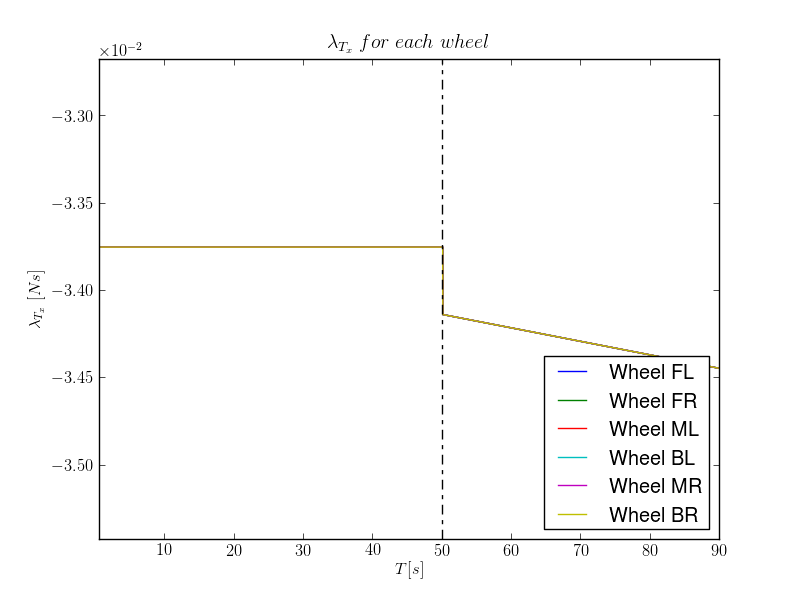 λ_{T_x} for each wheel
×10⁻²
−3.30
−3.35
−3.40
−3.45
−3.50
λ_{T_x} [Ns]
Wheel FL
Wheel FR
Wheel ML
Wheel BL
Wheel MR
Wheel BR
10 20 30 40 50 60 70 80 90
T[s]